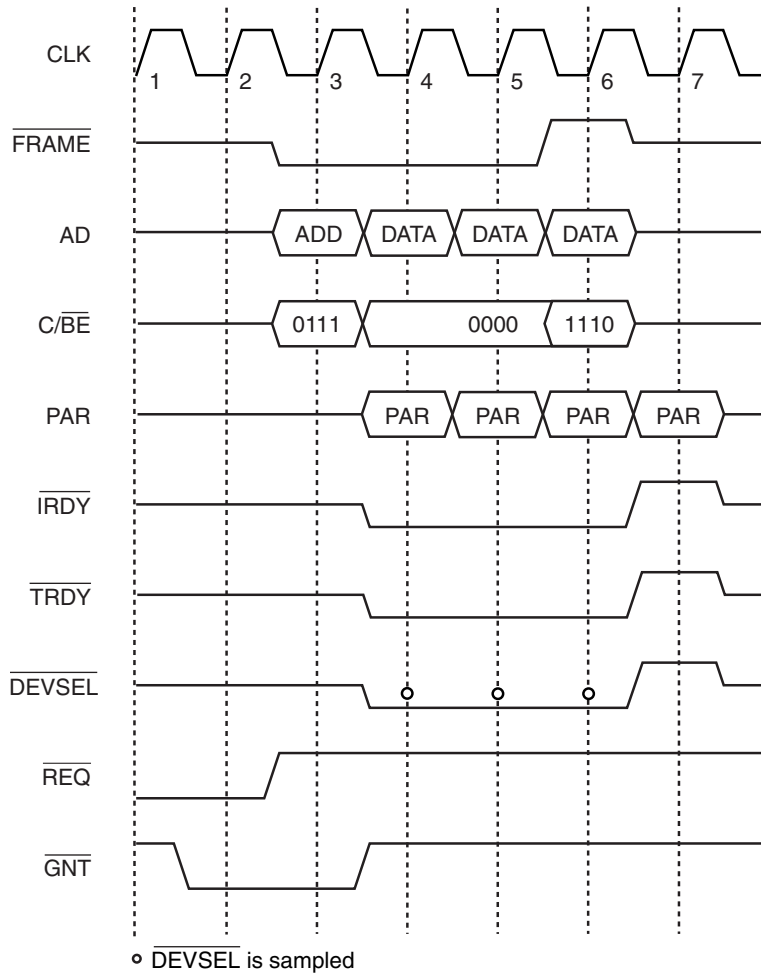 CLK
1 2 3 4 5 6 7
FRAME
AD ADD DATA DATA DATA
C/BE 0111 0000 1110
PAR PAR PAR PAR PAR
IRDY
TRDY
DEVSEL
REQ
GNT
DEVSEL is sampled